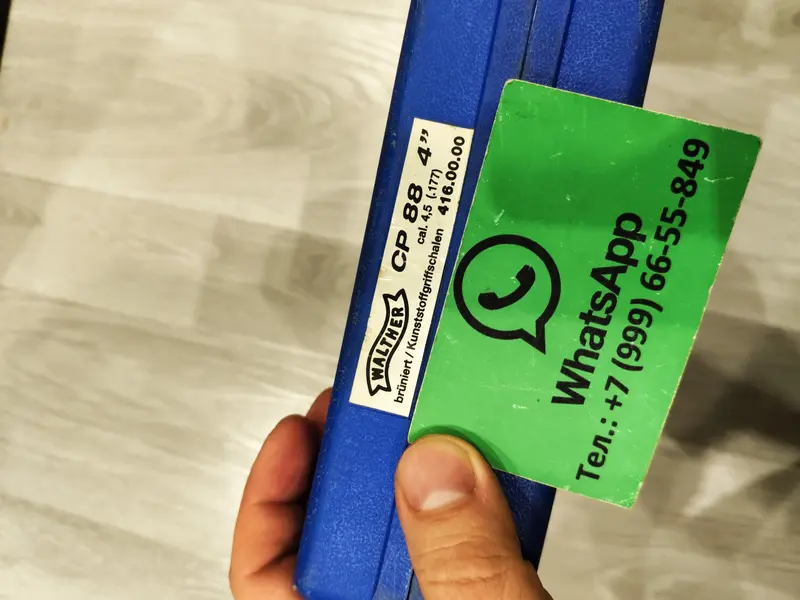 WALTHER
CP 88 4”
cal. 4,5 (.177)
brüniert / Kunststoffgriffschalen 416.00.00
WhatsApp
Тел.: +7 (999) 66-55-849